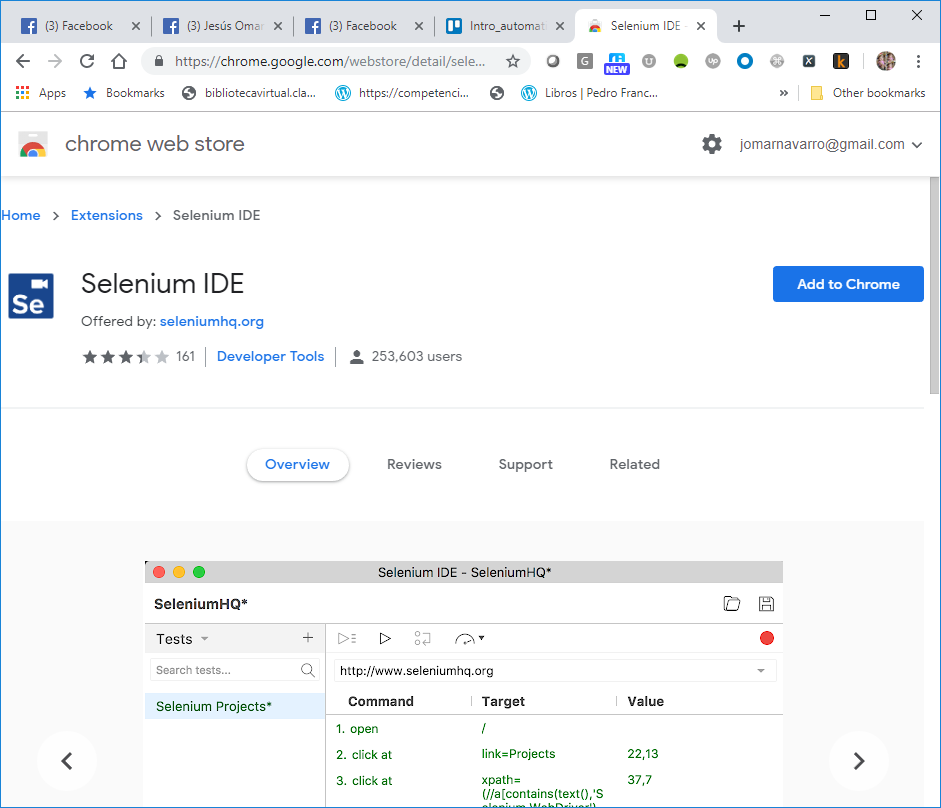 (3) Facebook
(3) Jesús Omar
(3) Facebook
Intro_automat
Selenium IDE -
https://chrome.google.com/webstore/detail/sele...
NEW
Apps
Bookmarks
bibliotecavirtual.cla...
https://competenci...
Libros | Pedro Franc...
»
Other bookmarks
chrome web store
jomarnavarro@gmail.com
Home > Extensions > Selenium IDE
Se
Selenium IDE
Add to Chrome
Offered by: seleniumhq.org
161
Developer Tools
253,603 users
Overview
Reviews
Support
Related
Selenium IDE - SeleniumHQ*
SeleniumHQ*
Tests
Search tests...
http://www.seleniumhq.org
Command Target Value
Selenium Projects*
1. open /
2. click at link=Projects 22,13
3. click at xpath= 37,7
(//a[contains(text(),'S
elenium WebDriver')